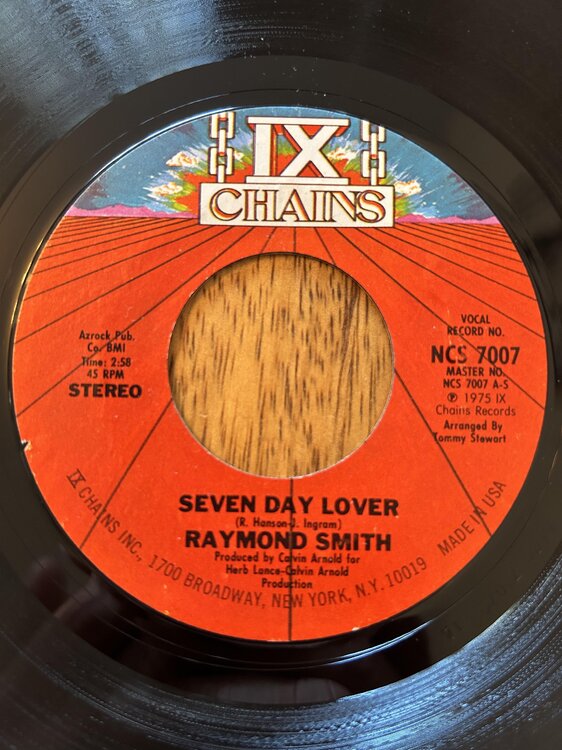 IX
CHAINS
Azrock Pub.
Co. BMI
Time: 2:58
45 RPM
STEREO
VOCAL
RECORD NO.
NCS 7007
MASTER NO.
NCS 7007 A-S
Ⓟ 1975 IX
Chains Records
Arranged By
Tommy Stewart
SEVEN DAY LOVER
(R. Hanson-J. Ingram)
RAYMOND SMITH
Produced by Calvin Arnold for
Herb Lance-Calvin Arnold
Production
IX CHAINS INC., 1700 BROADWAY, NEW YORK, N.Y. 10019 MADE IN USA